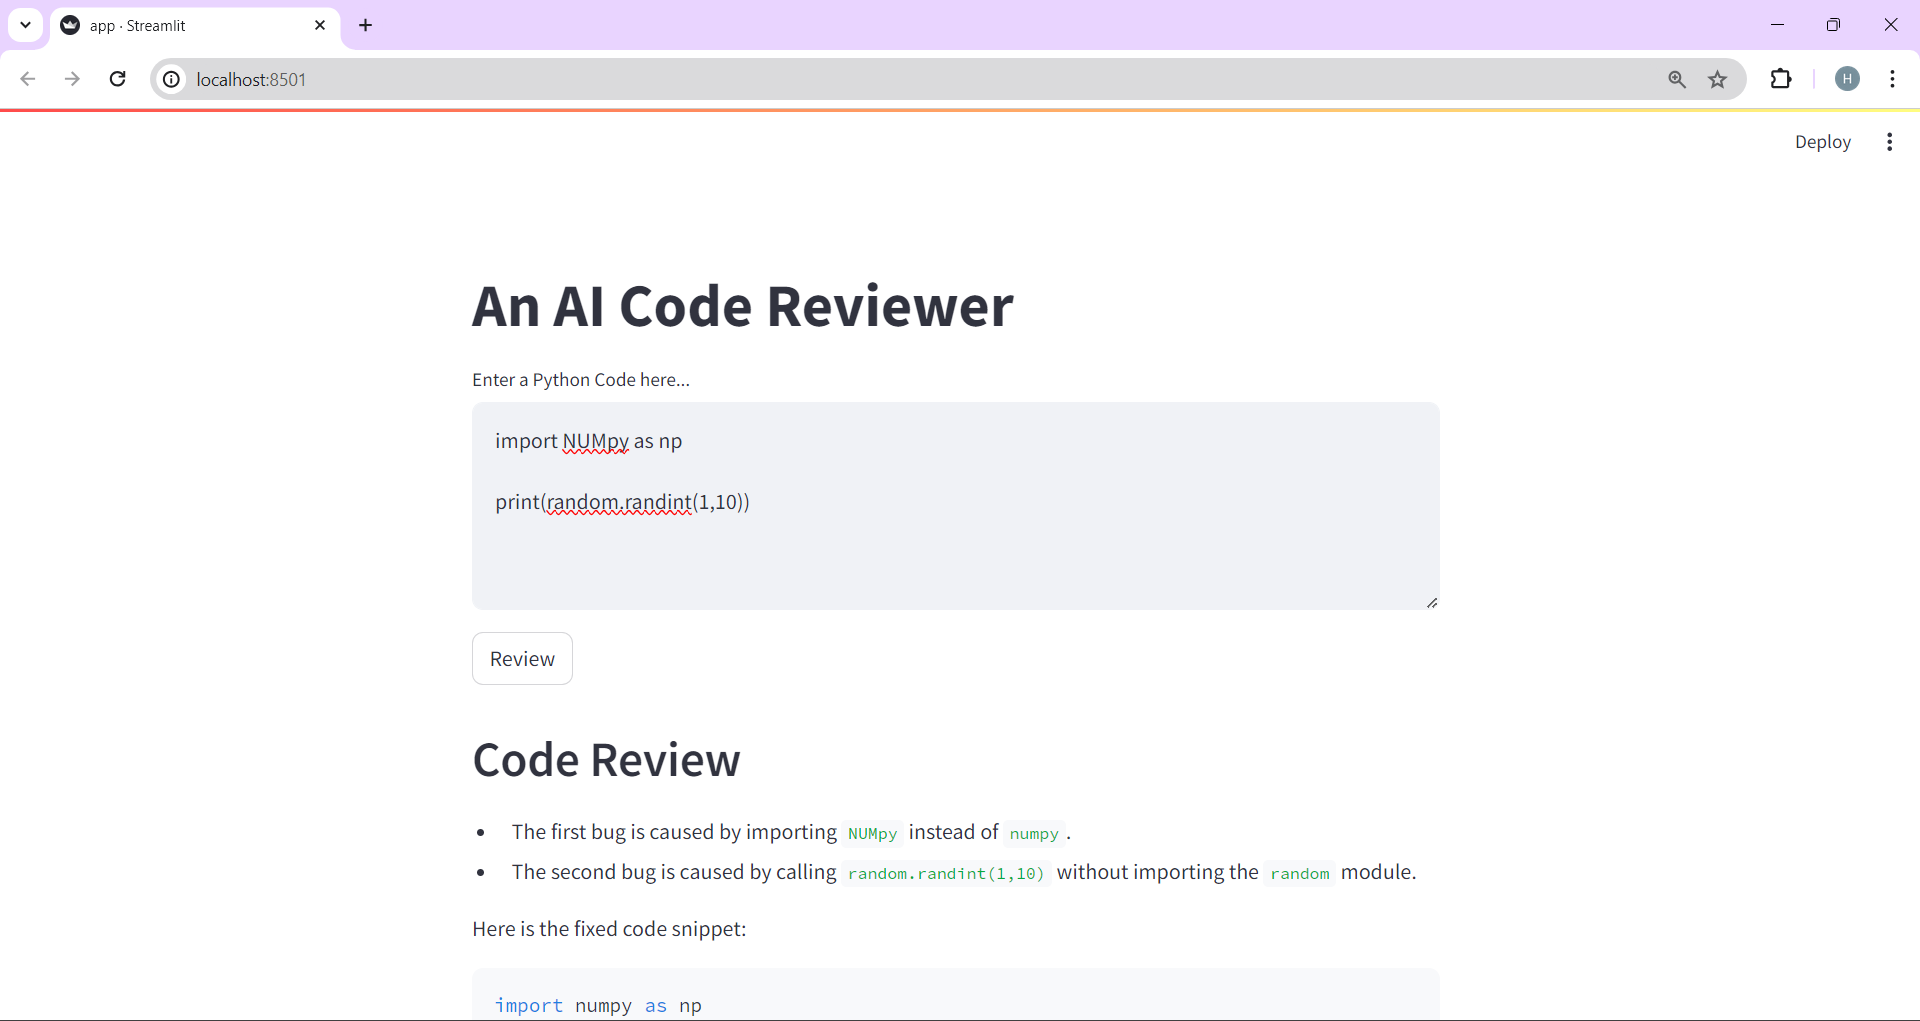 app · Streamlit
localhost:8501
H
Deploy
An AI Code Reviewer
Enter a Python Code here...
import NUMpy as np
print(random.randint(1,10))
Review
Code Review
The first bug is caused by importing NUMpy instead of numpy .
The second bug is caused by calling random.randint(1,10) without importing the random module.
Here is the fixed code snippet:
import numpy as np